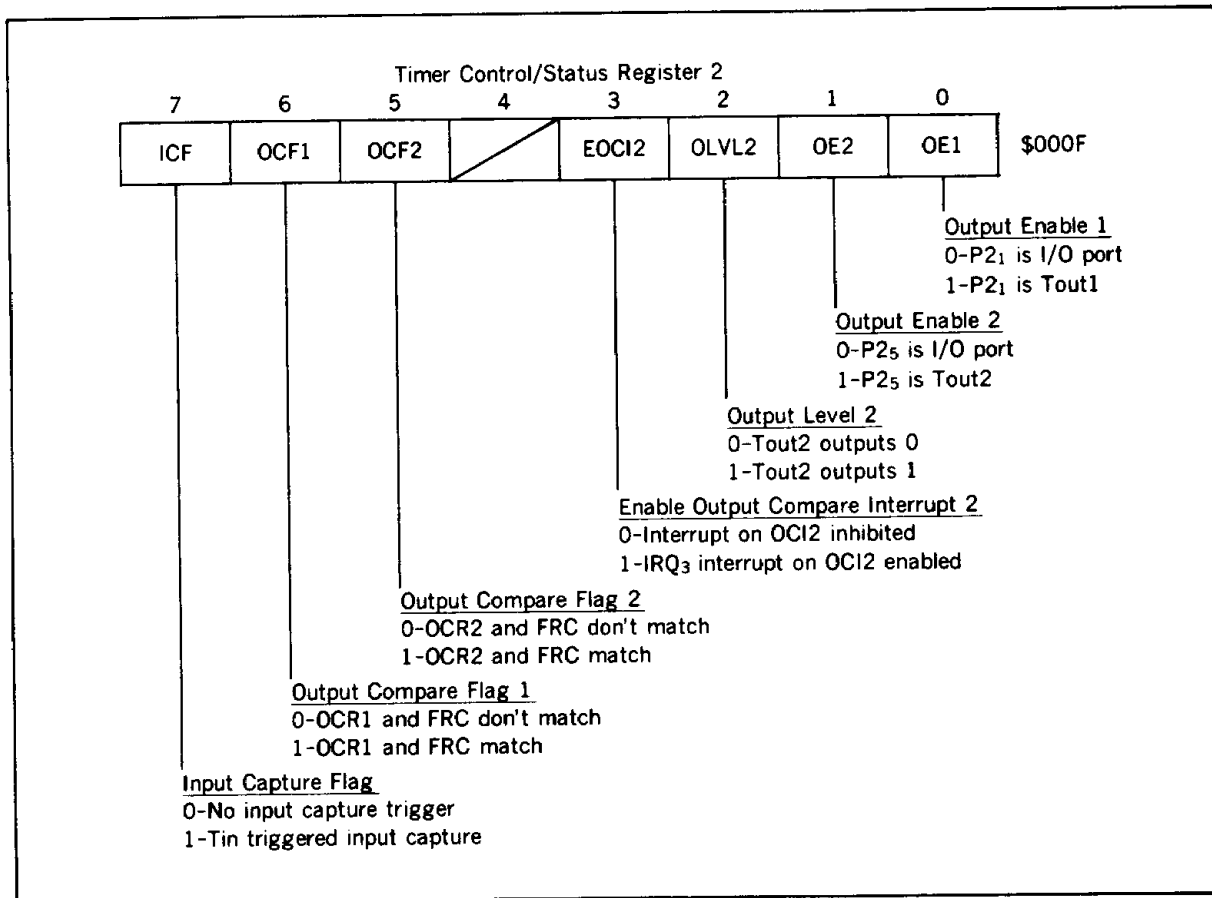 Timer Control/Status Register 2
7 6 5 4 3 2 1 0
ICF OCF1 OCF2 EOCI2 OLVL2 OE2 OE1 $000F
Output Enable 1
0-P2₁ is I/O port
1-P2₁ is Tout1
Output Enable 2
0-P2₅ is I/O port
1-P2₅ is Tout2
Output Level 2
0-Tout2 outputs 0
1-Tout2 outputs 1
Enable Output Compare Interrupt 2
0-Interrupt on OCI2 inhibited
1-IRQ₃ interrupt on OCI2 enabled
Output Compare Flag 2
0-OCR2 and FRC don't match
1-OCR2 and FRC match
Output Compare Flag 1
0-OCR1 and FRC don't match
1-OCR1 and FRC match
Input Capture Flag
0-No input capture trigger
1-Tin triggered input capture